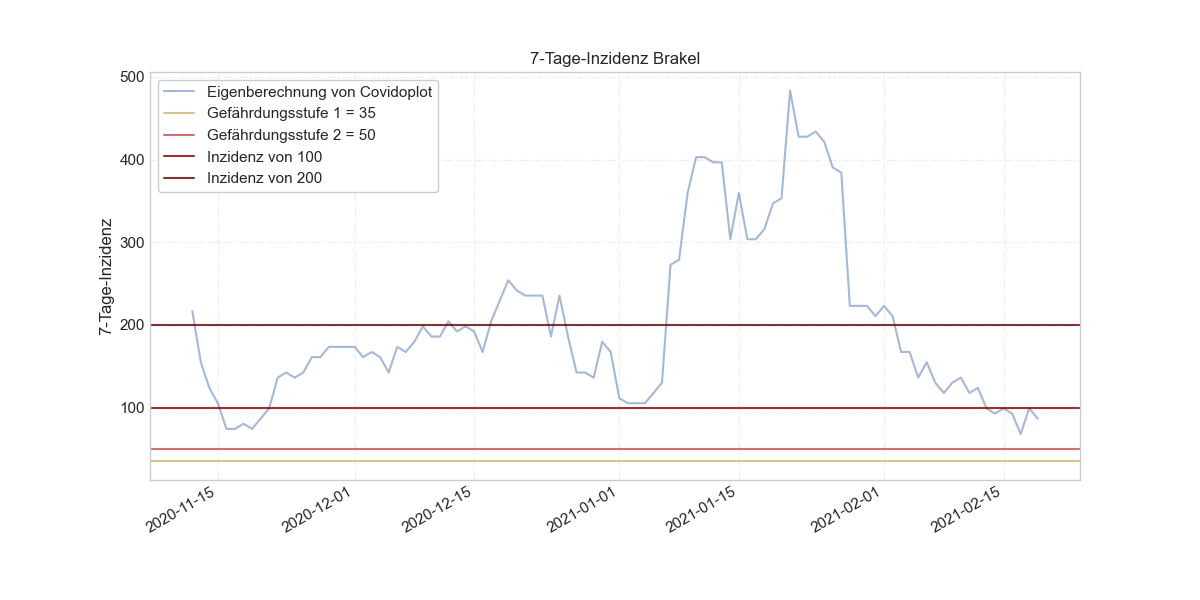 7-Tage-Inzidenz Brakel
500
400
300
200
100
7-Tage-Inzidenz
Eigenberechnung von Covidoplot
Gefährdungsstufe 1 = 35
Gefährdungsstufe 2 = 50
Inzidenz von 100
Inzidenz von 200
2020-11-15
2020-12-01
2020-12-15
2021-01-01
2021-01-15
2021-02-01
2021-02-15